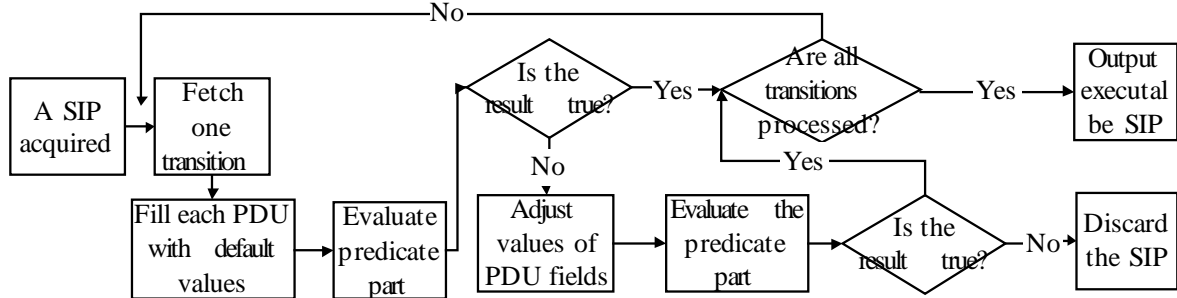 No
A SIP
acquired
Fetch
one
transition
Fill each PDU
with default
values
Evaluate
predicate
part
Is the
result true?
Yes
No
Are all
transitions
processed?
Yes
Output
executal
be SIP
Adjust
values of
PDU fields
Evaluate the
predicate
part
Is the
result true?
Yes
No
Discard
the SIP